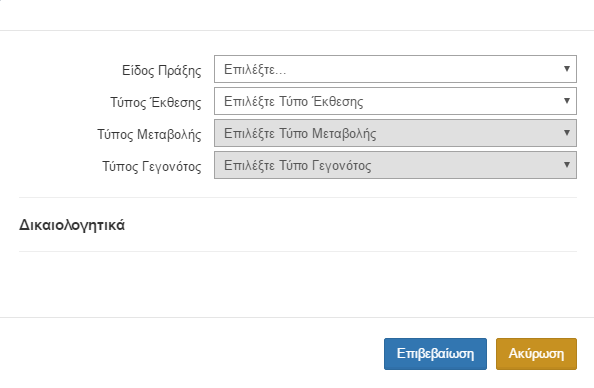 Είδος Πράξης Επιλέξτε...
Τύπος Έκθεσης Επιλέξτε Τύπο Έκθεσης
Τύπος Μεταβολής Επιλέξτε Τύπο Μεταβολής
Τύπος Γεγονότος Επιλέξτε Τύπο Γεγονότος
Δικαιολογητικά
Επιβεβαίωση Ακύρωση